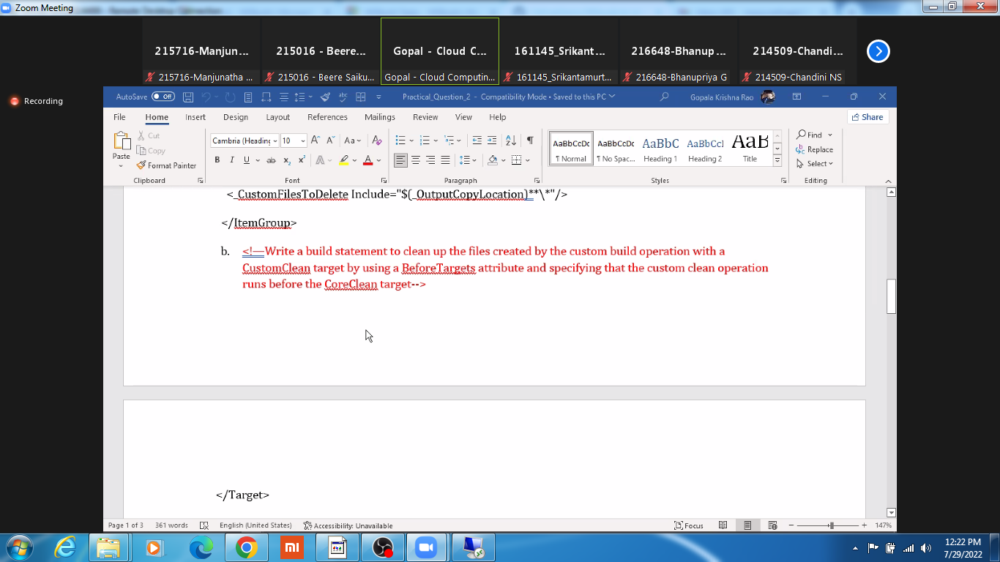 Zoom Meeting
215716-Manjun...
215016 - Beere...
Gopal - Cloud C...
161145_Srikant...
216648-Bhanup ...
214509-Chandi...
215716-Manjunatha ...
215016 - Beere Saiku...
Gopal - Cloud Computin...
161145_Srikantamurt...
216648-Bhanupriya G
214509-Chandini NS
Recording
AutoSave Off
Practical_Question_2 - Compatibility Mode • Saved to this PC
Gopala Krishna Rao
File Home Insert Design Layout References Mailings Review View Help
Share
Paste
Cut
Copy
Format Painter
Clipboard
Cambria (Heading 10
Font
Paragraph
AaBbCcDc AaBbCcDc AaBbC AaBbCcI AaB
¶ Normal ¶ No Spac... Heading 1 Heading 2 Title
Styles
Find
Replace
Select
Editing
<_CustomFilesToDelete Include="$(_OutputCopyLocation)**\*"/>
</ItemGroup>
b. <!—Write a build statement to clean up the files created by the custom build operation with a
CustomClean target by using a BeforeTargets attribute and specifying that the custom clean operation
runs before the CoreClean target-->
</Target>
Page 1 of 3 361 words English (United States) Accessibility: Unavailable
Focus
147%
12:22 PM
7/29/2022